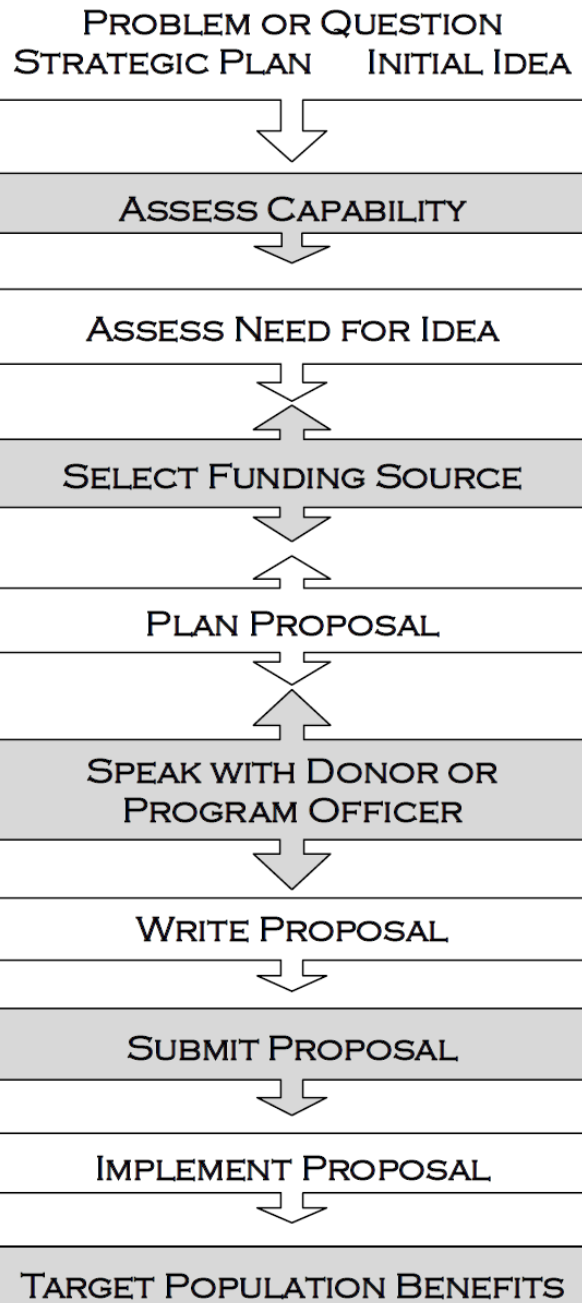 PROBLEM OR QUESTION
STRATEGIC PLAN INITIAL IDEA
ASSESS CAPABILITY
ASSESS NEED FOR IDEA
SELECT FUNDING SOURCE
PLAN PROPOSAL
SPEAK WITH DONOR OR
PROGRAM OFFICER
WRITE PROPOSAL
SUBMIT PROPOSAL
IMPLEMENT PROPOSAL
TARGET POPULATION BENEFITS